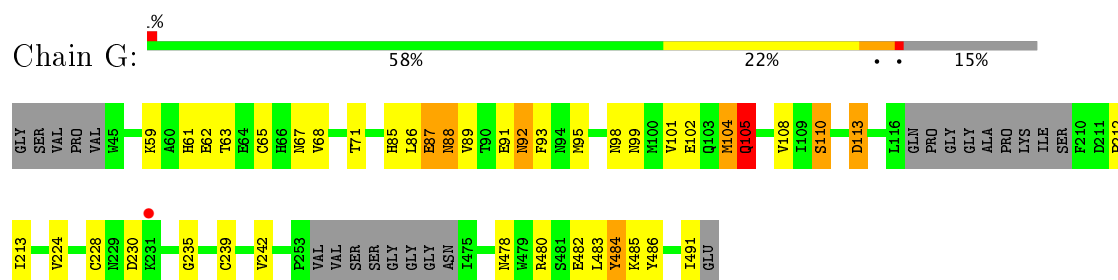 .%
Chain G:
58% 22% • • 15%
GLY SER VAL PRO VAL W45 K59 A60 H61 E62 T63 E64 C65 H66 N67 V68 T71 H85 L86 E87 N88 V89 T90 E91 N92 F93 N94 M95 N98 N99 M100 V101 E102 Q103 M104 Q105 V108 I109 S110 D113 L116 GLN PRO GLY GLY ALA PRO LYS ILE SER F210 D211 P212
I213 V224 C228 N229 D230 K231 G235 C239 V242 P253 VAL VAL SER SER GLY GLY GLY ASN I475 N478 W479 R480 S481 E482 L483 Y484 K485 Y486 I491 GLU